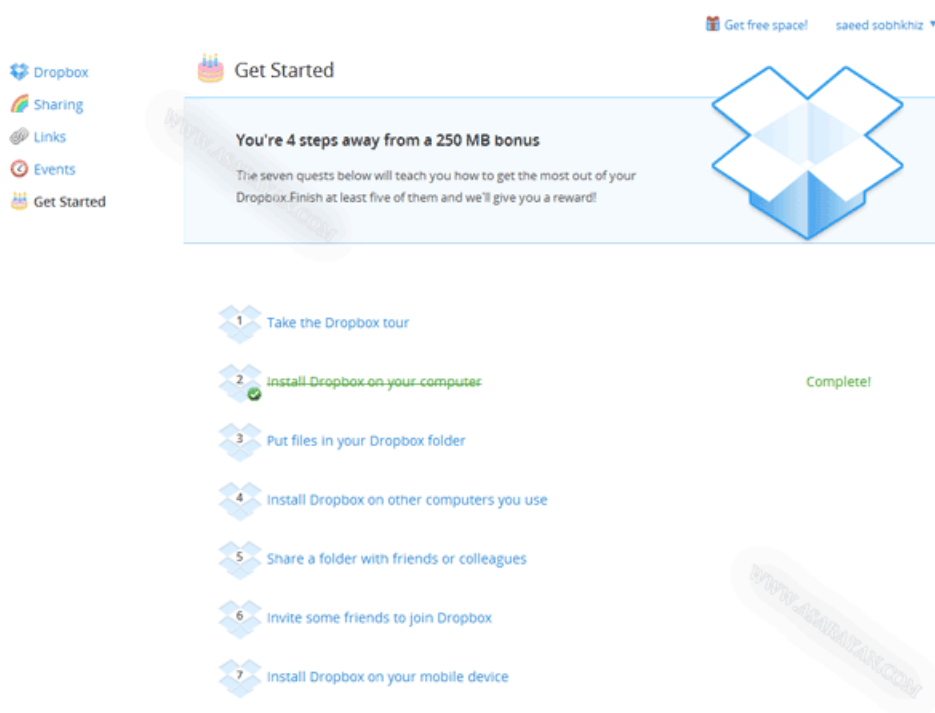 Get free space!
saeed sobhkhiz
Dropbox
Sharing
Links
Events
Get Started
Get Started
You're 4 steps away from a 250 MB bonus
The seven quests below will teach you how to get the most out of your
Dropbox.Finish at least five of them and we'll give you a reward!
1 Take the Dropbox tour
2 Install Dropbox on your computer Complete!
3 Put files in your Dropbox folder
4 Install Dropbox on other computers you use
5 Share a folder with friends or colleagues
6 Invite some friends to join Dropbox
7 Install Dropbox on your mobile device
WWW.ASARAYAN.COM